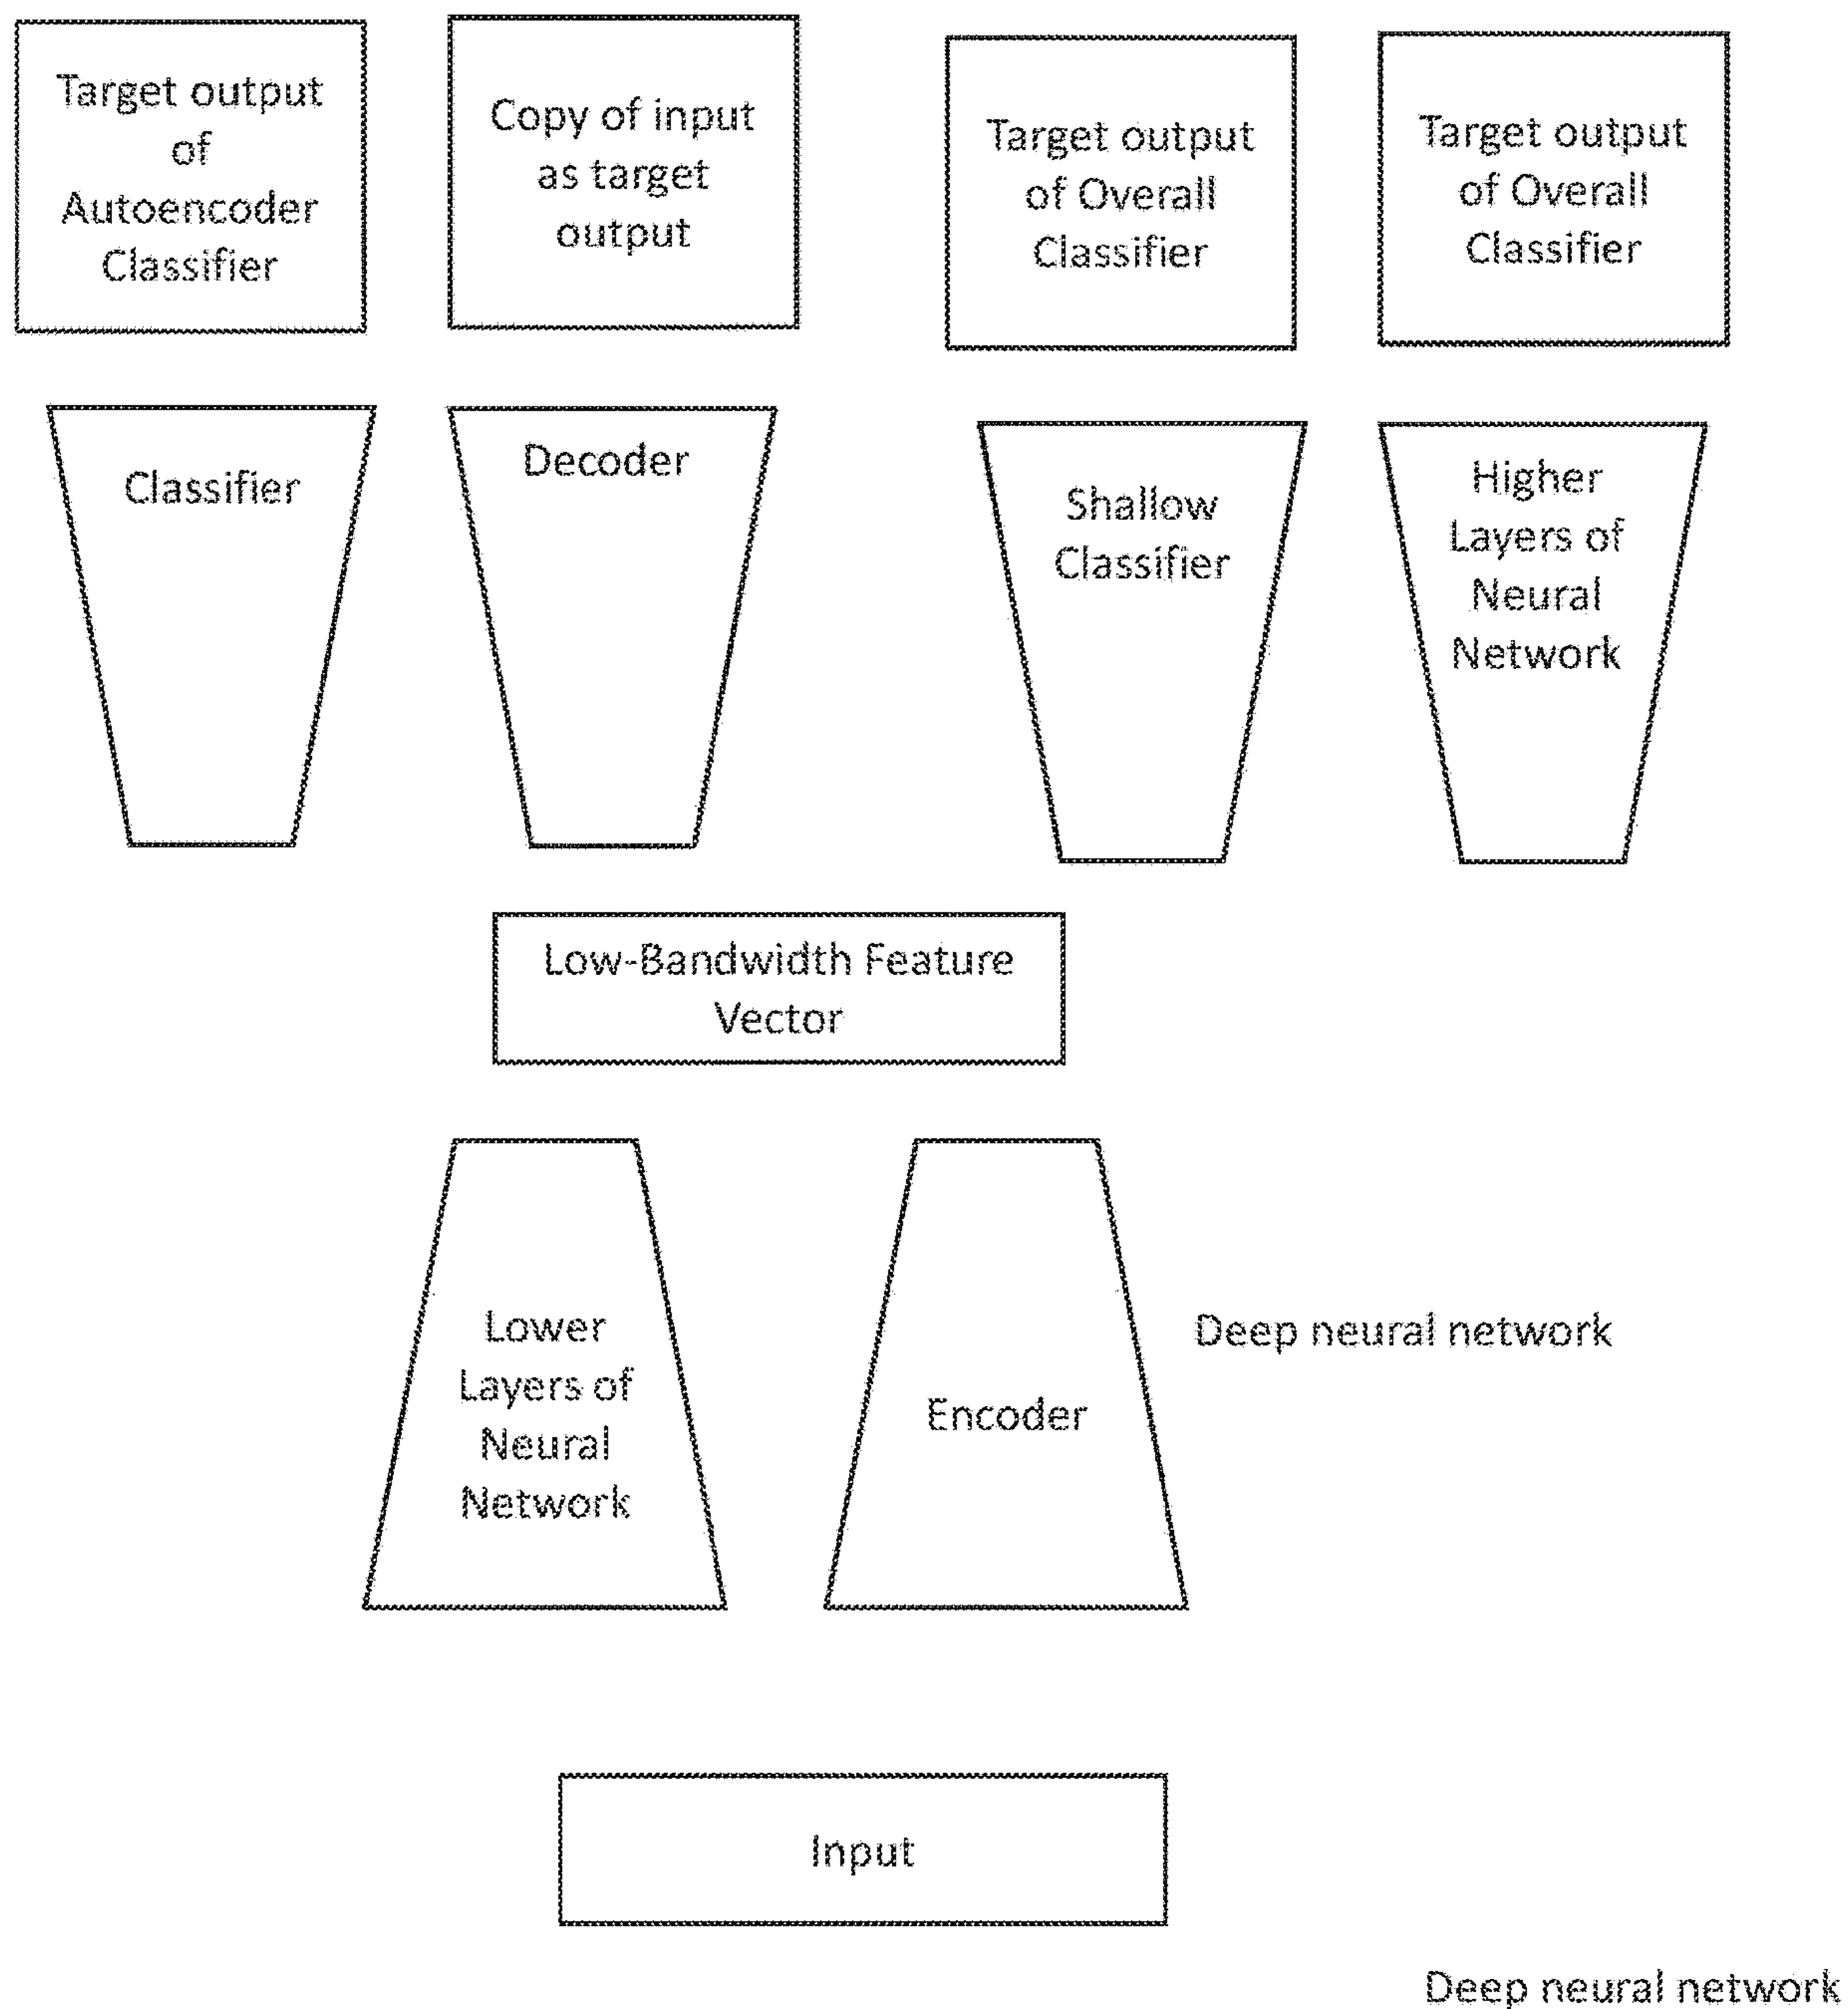 Target output
of
Autoencoder
Classifier
Copy of input
as target
output
Target output
of Overall
Classifier
Target output
of Overall
Classifier
Classifier
Decoder
Shallow
Classifier
Higher
Layers of
Neural
Network
Low-Bandwidth Feature
Vector
Lower
Layers of
Neural
Network
Encoder
Deep neural network
Input
Deep neural network